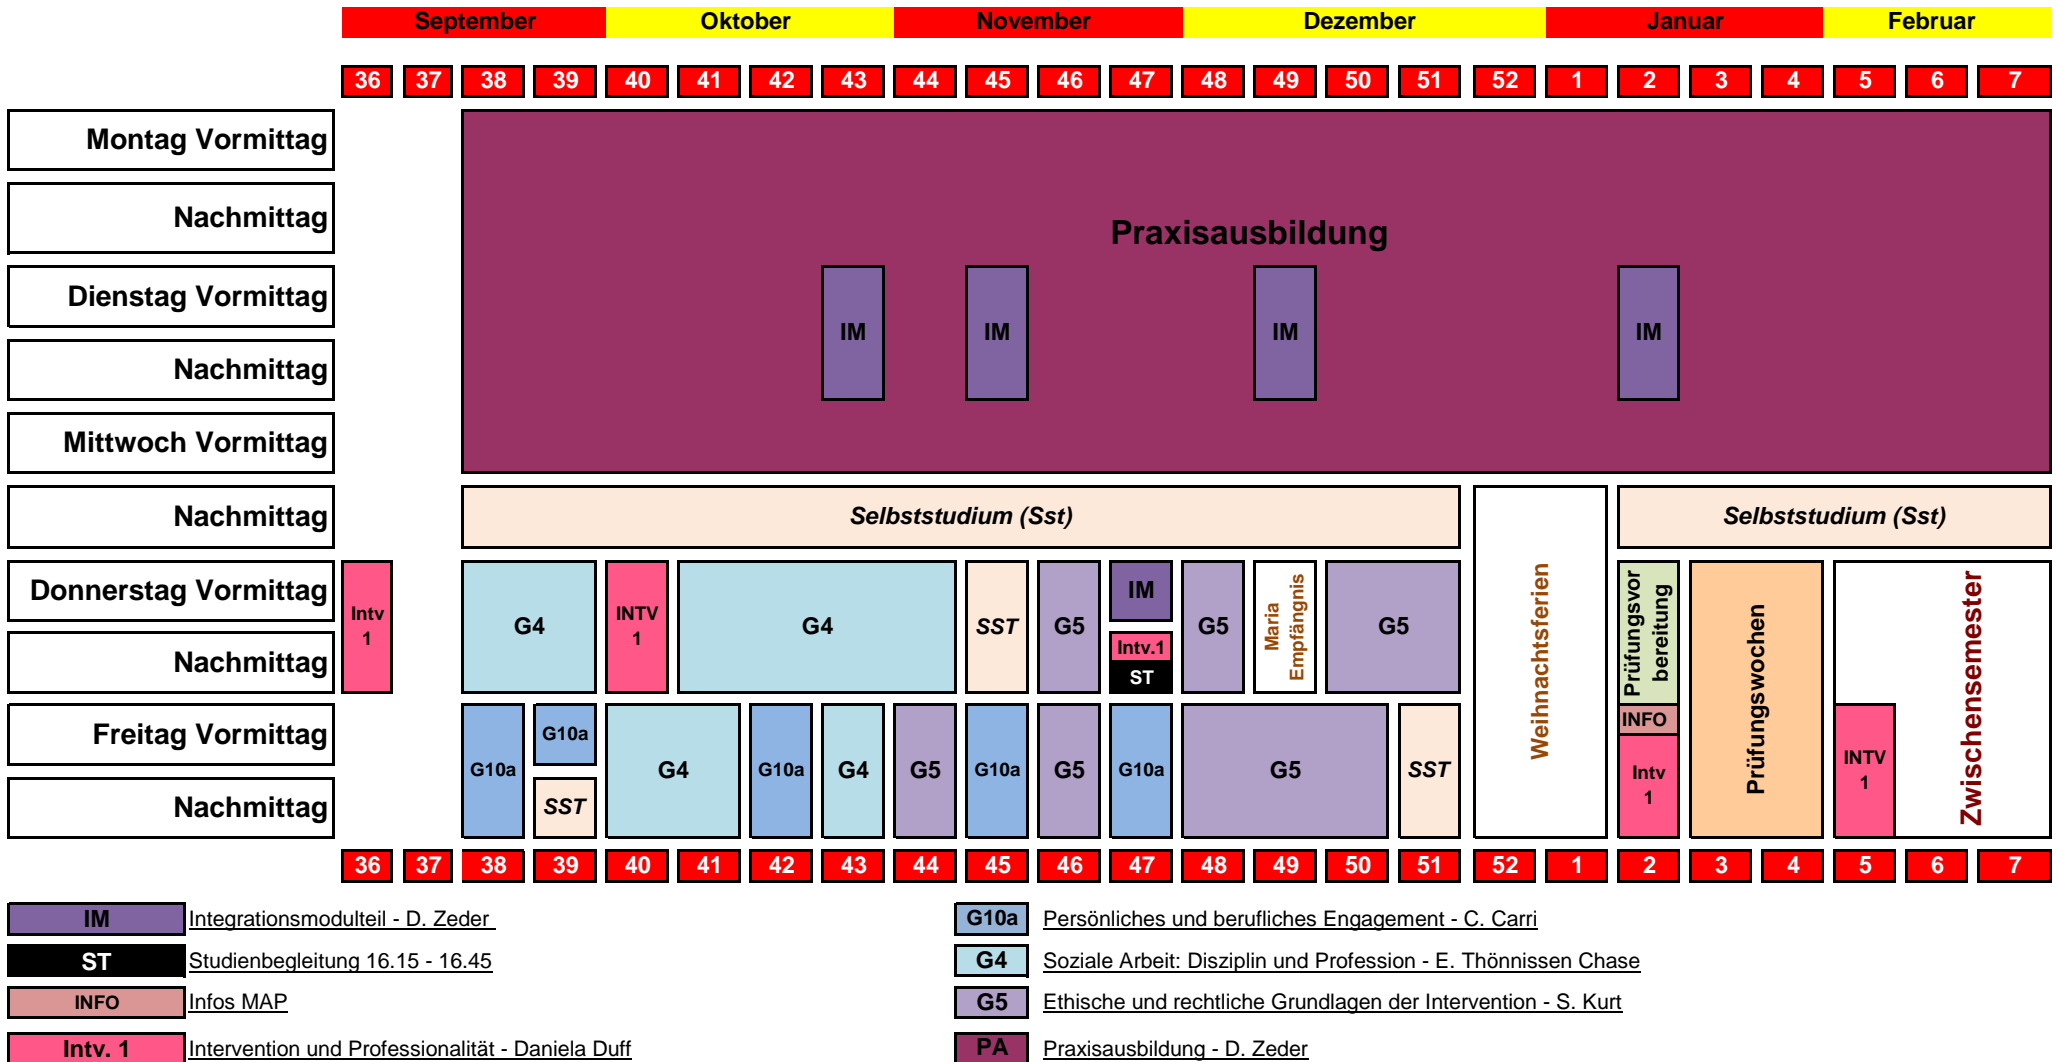 September Oktober November Dezember Januar Februar
36 37 38 39 40 41 42 43 44 45 46 47 48 49 50 51 52 1 2 3 4 5 6 7
Montag Vormittag
Nachmittag
Praxisausbildung
Dienstag Vormittag
IM IM IM IM
Nachmittag
Mittwoch Vormittag
Nachmittag
Selbststudium (Sst)
Selbststudium (Sst)
Donnerstag Vormittag
Nachmittag
Intv
1
G4
INTV
1
G4
SST
G5
IM
Intv.1
ST
G5
Maria
Empfängnis
G5
Weihnachtsferien
Prüfungsvor
bereitung
Prüfungswochen
Zwischensemester
Freitag Vormittag
Nachmittag
G10a
G10a
SST
G4
G10a
G4
G5
G10a
G5
G10a
G5
SST
INFO
Intv
1
INTV
1
36 37 38 39 40 41 42 43 44 45 46 47 48 49 50 51 52 1 2 3 4 5 6 7
IM Integrationsmodulteil - D. Zeder
ST Studienbegleitung 16.15 - 16.45
INFO Infos MAP
Intv. 1 Intervention und Professionalität - Daniela Duff
G10a Persönliches und berufliches Engagement - C. Carri
G4 Soziale Arbeit: Disziplin und Profession - E. Thönnissen Chase
G5 Ethische und rechtliche Grundlagen der Intervention - S. Kurt
PA Praxisausbildung - D. Zeder